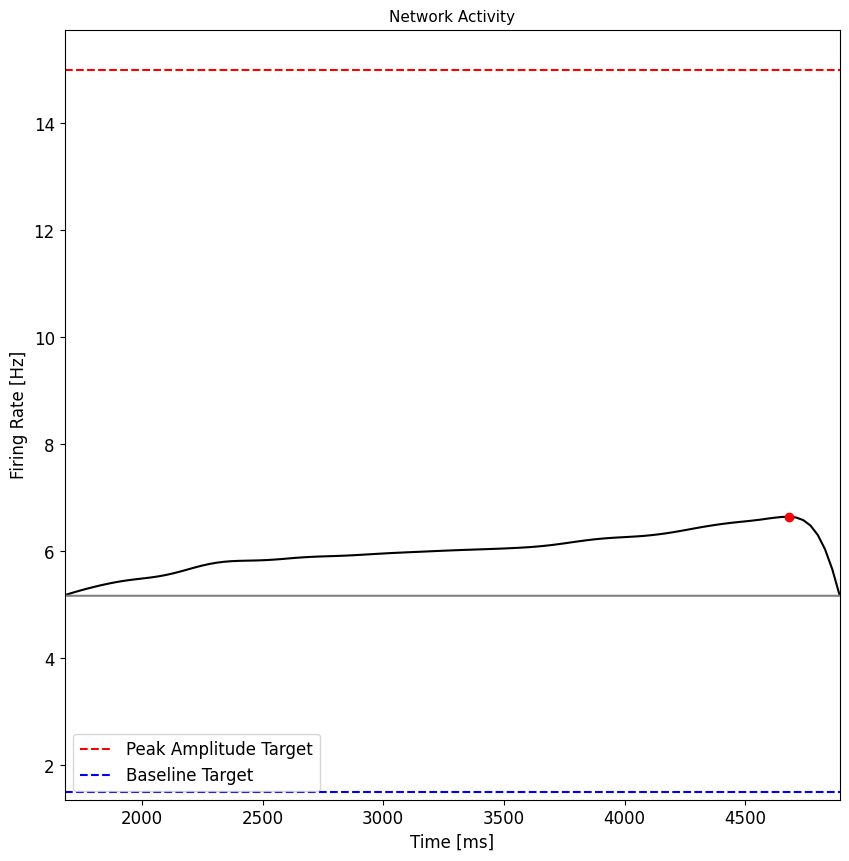 Network Activity
14
12
10
8
6
4
2
Firing Rate [Hz]
Peak Amplitude Target
Baseline Target
2000 2500 3000 3500 4000 4500
Time [ms]